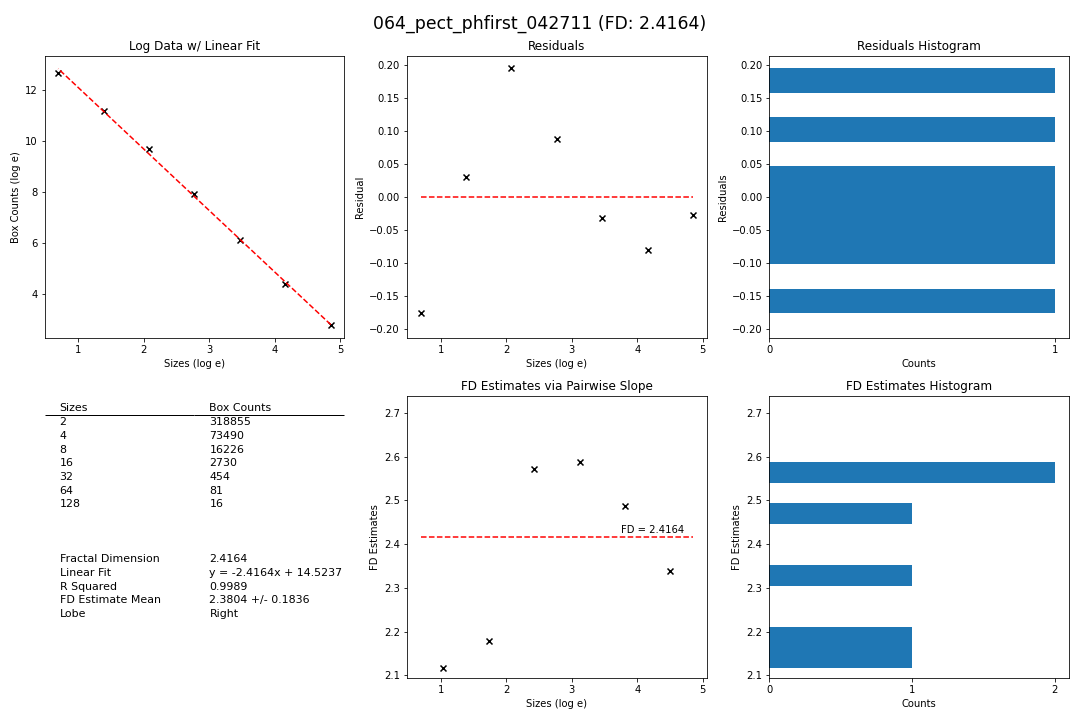 064_pect_phfirst_042711 (FD: 2.4164)
Log Data w/ Linear Fit
Box Counts (log e)
12
10
8
6
4
1 2 3 4 5
Sizes (log e)
Residuals
Residual
0.20
0.15
0.10
0.05
0.00
−0.05
−0.10
−0.15
−0.20
1 2 3 4 5
Sizes (log e)
Residuals Histogram
Residuals
0.20
0.15
0.10
0.05
0.00
−0.05
−0.10
−0.15
−0.20
0 1
Counts
Sizes Box Counts
2 318855
4 73490
8 16226
16 2730
32 454
64 81
128 16
Fractal Dimension 2.4164
Linear Fit y = -2.4164x + 14.5237
R Squared 0.9989
FD Estimate Mean 2.3804 +/- 0.1836
Lobe Right
FD Estimates via Pairwise Slope
FD Estimates
2.7
2.6
2.5
2.4
2.3
2.2
2.1
FD = 2.4164
1 2 3 4 5
Sizes (log e)
FD Estimates Histogram
FD Estimates
2.7
2.6
2.5
2.4
2.3
2.2
2.1
0 1 2
Counts